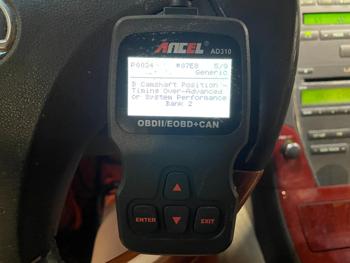 ANCEL
AD310
P0024 $07E8 5/9
Generic
B Camshaft Position -
Timing Over-Advanced
or System Performance
Bank 2
OBDII/EOBD+CAN
ENTER
EXIT